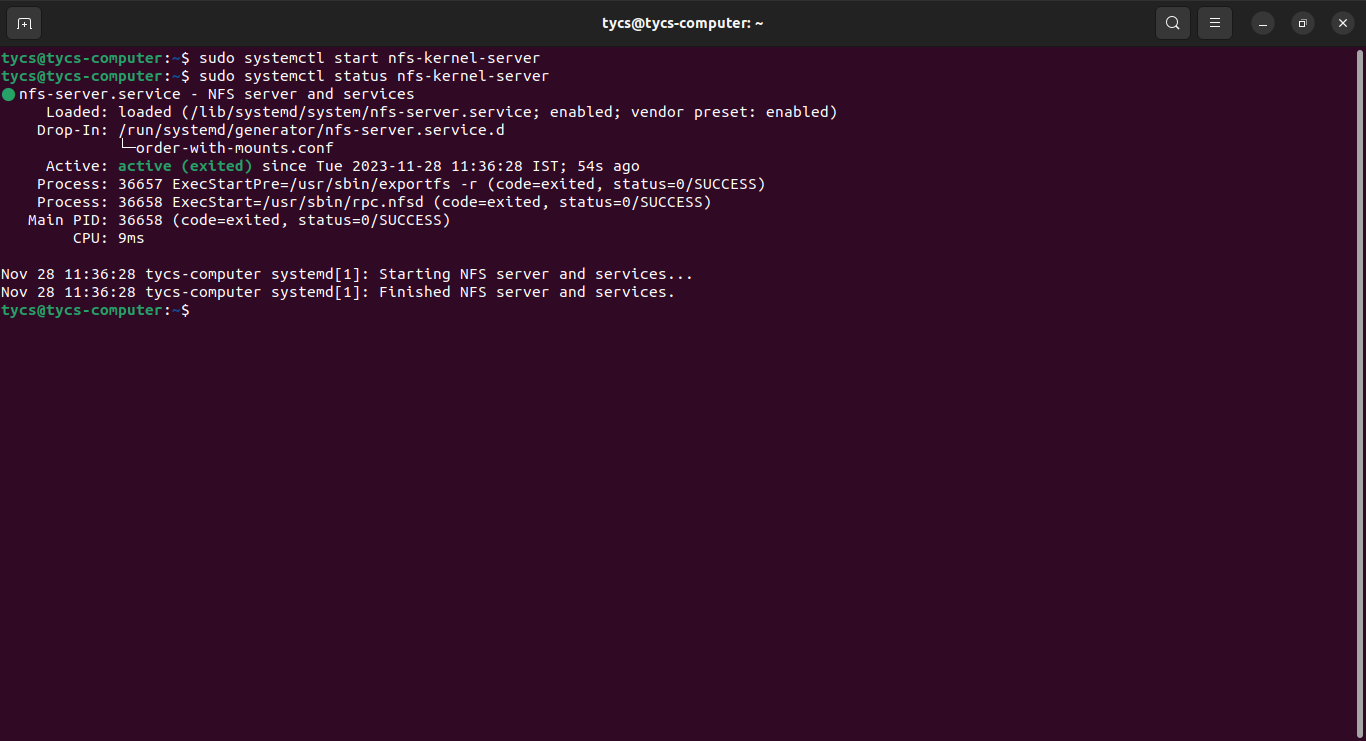 tycs@tycs-computer: ~
tycs@tycs-computer:~$ sudo systemctl start nfs-kernel-server
tycs@tycs-computer:~$ sudo systemctl status nfs-kernel-server
● nfs-server.service - NFS server and services
     Loaded: loaded (/lib/systemd/system/nfs-server.service; enabled; vendor preset: enabled)
    Drop-In: /run/systemd/generator/nfs-server.service.d
             └─order-with-mounts.conf
     Active: active (exited) since Tue 2023-11-28 11:36:28 IST; 54s ago
    Process: 36657 ExecStartPre=/usr/sbin/exportfs -r (code=exited, status=0/SUCCESS)
    Process: 36658 ExecStart=/usr/sbin/rpc.nfsd (code=exited, status=0/SUCCESS)
   Main PID: 36658 (code=exited, status=0/SUCCESS)
        CPU: 9ms
Nov 28 11:36:28 tycs-computer systemd[1]: Starting NFS server and services...
Nov 28 11:36:28 tycs-computer systemd[1]: Finished NFS server and services.
tycs@tycs-computer:~$